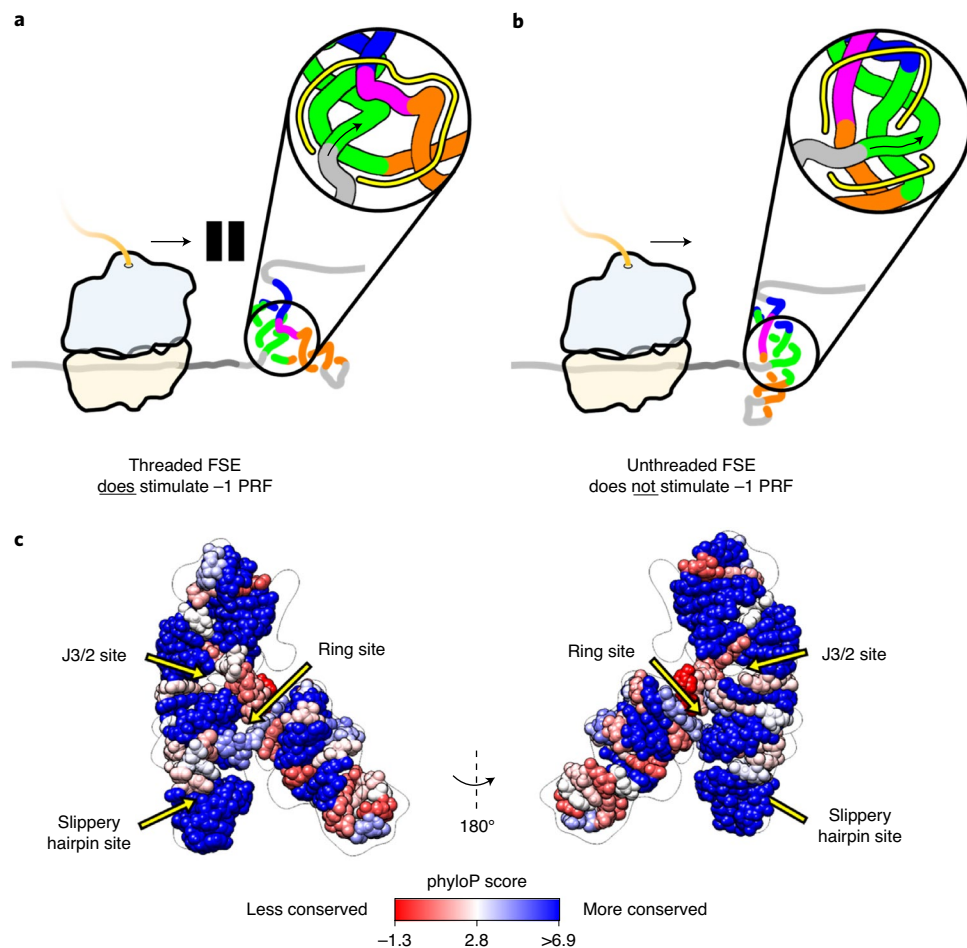 a
b
Threaded FSE
does stimulate –1 PRF
Unthreaded FSE
does not stimulate –1 PRF
c
J3/2 site
Ring site
Slippery
hairpin site
180°
Ring site
J3/2 site
Slippery
hairpin site
phyloP score
Less conserved
More conserved
–1.3
2.8
>6.9